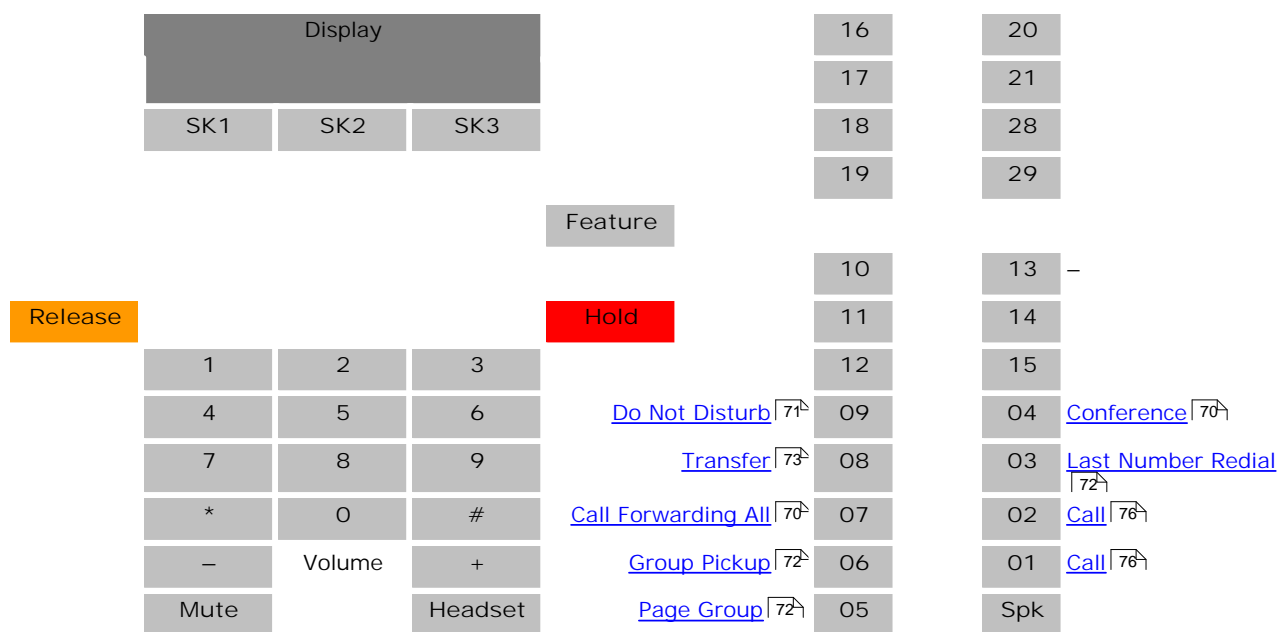 Display 16 20
17 21
SK1 SK2 SK3 18 28
19 29
Feature
10 13 –
Release Hold 11 14
1 2 3 12 15
4 5 6 Do Not Disturb 71 09 04 Conference 70
7 8 9 Transfer 73 08 03 Last Number Redial
72
* 0 # Call Forwarding All 70 07 02 Call 76
– Volume + Group Pickup 72 06 01 Call 76
Mute Headset Page Group 72 05 Spk